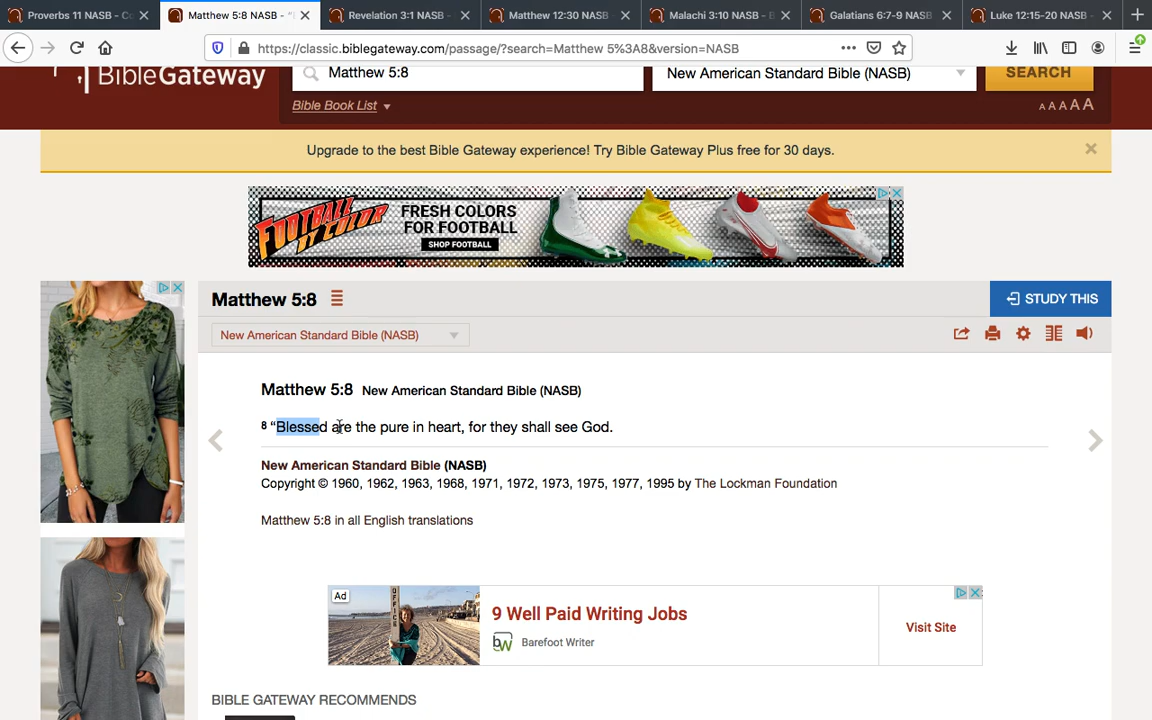 Proverbs 11 NASB - Co
Matthew 5:8 NASB - "
Revelation 3:1 NASB -
Matthew 12:30 NASB -
Malachi 3:10 NASB - B
Galatians 6:7-9 NASB
Luke 12:15-20 NASB -
https://classic.biblegateway.com/passage/?search=Matthew 5%3A8&version=NASB
BibleGateway
Matthew 5:8
New American Standard Bible (NASB)
SEARCH
Bible Book List
A A A A A
Upgrade to the best Bible Gateway experience! Try Bible Gateway Plus free for 30 days.
FOOTBALL BY COLOR
FRESH COLORS
FOR FOOTBALL
SHOP FOOTBALL
Matthew 5:8
STUDY THIS
New American Standard Bible (NASB)
Matthew 5:8 New American Standard Bible (NASB)
8 “Blessed are the pure in heart, for they shall see God.
New American Standard Bible (NASB)
Copyright © 1960, 1962, 1963, 1968, 1971, 1972, 1973, 1975, 1977, 1995 by The Lockman Foundation
Matthew 5:8 in all English translations
Ad
OFFICE
9 Well Paid Writing Jobs
bW Barefoot Writer
Visit Site
BIBLE GATEWAY RECOMMENDS